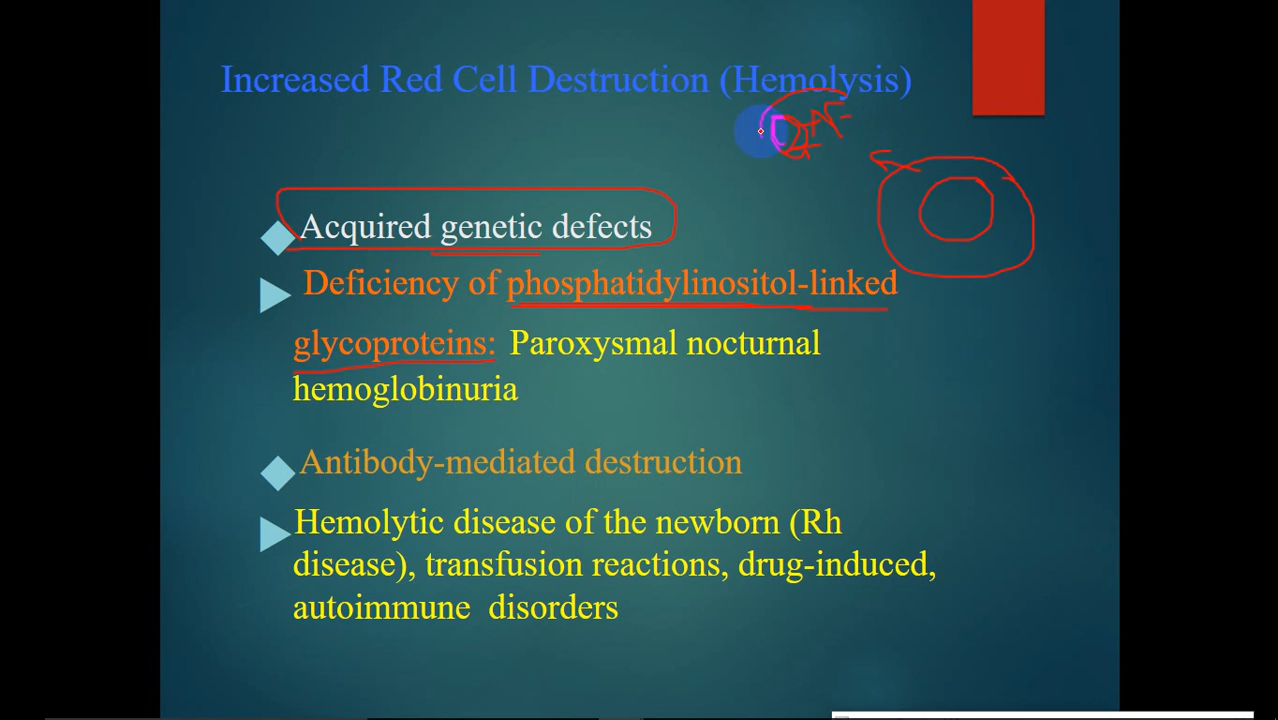 Increased Red Cell Destruction (Hemolysis)
DAF
Acquired genetic defects
Deficiency of phosphatidylinositol-linked
glycoproteins: Paroxysmal nocturnal
hemoglobinuria
Antibody-mediated destruction
Hemolytic disease of the newborn (Rh
disease), transfusion reactions, drug-induced,
autoimmune disorders